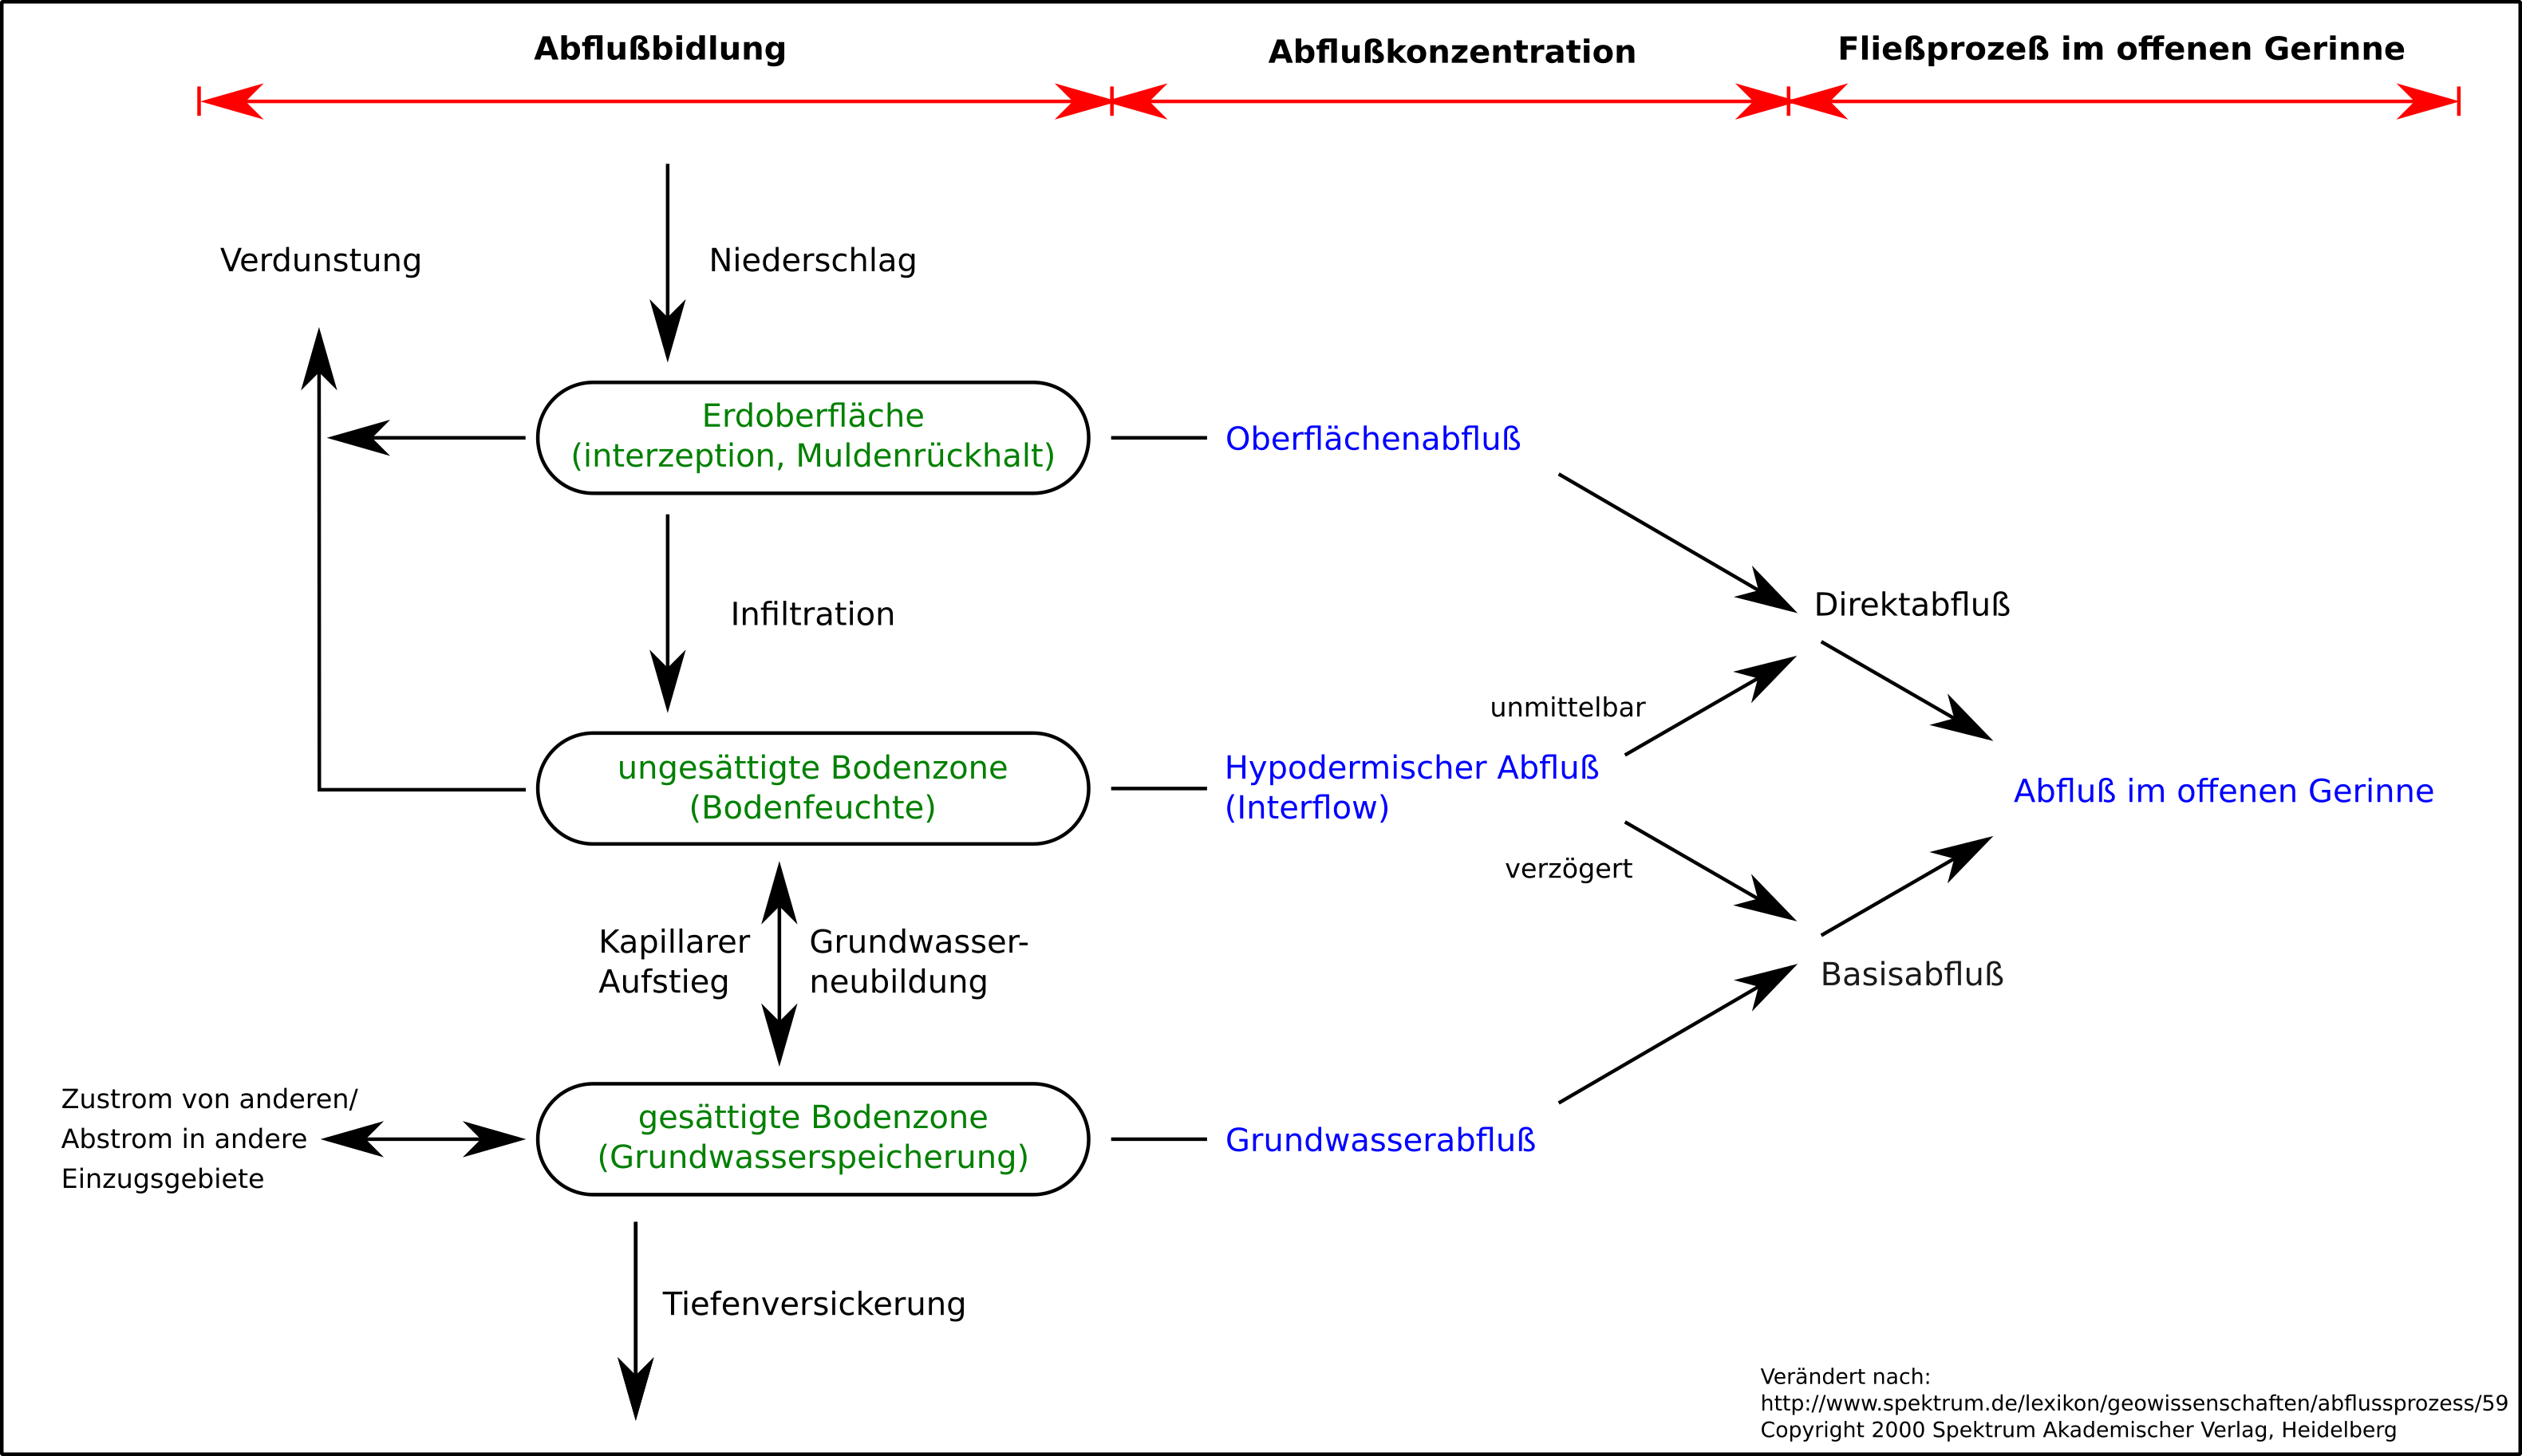 Abflußbidlung
Abflußkonzentration
Fließprozeß im offenen Gerinne
Verdunstung
Niederschlag
Erdoberfläche
(interzeption, Muldenrückhalt)
Oberflächenabfluß
Infiltration
Direktabfluß
unmittelbar
ungesättigte Bodenzone
(Bodenfeuchte)
Hypodermischer Abfluß
(Interflow)
Abfluß im offenen Gerinne
verzögert
Kapillarer
Aufstieg
Grundwasser-
neubildung
Basisabfluß
Zustrom von anderen/
Abstrom in andere
Einzugsgebiete
gesättigte Bodenzone
(Grundwasserspeicherung)
Grundwasserabfluß
Tiefenversickerung
Verändert nach:
http://www.spektrum.de/lexikon/geowissenschaften/abflussprozess/59
Copyright 2000 Spektrum Akademischer Verlag, Heidelberg